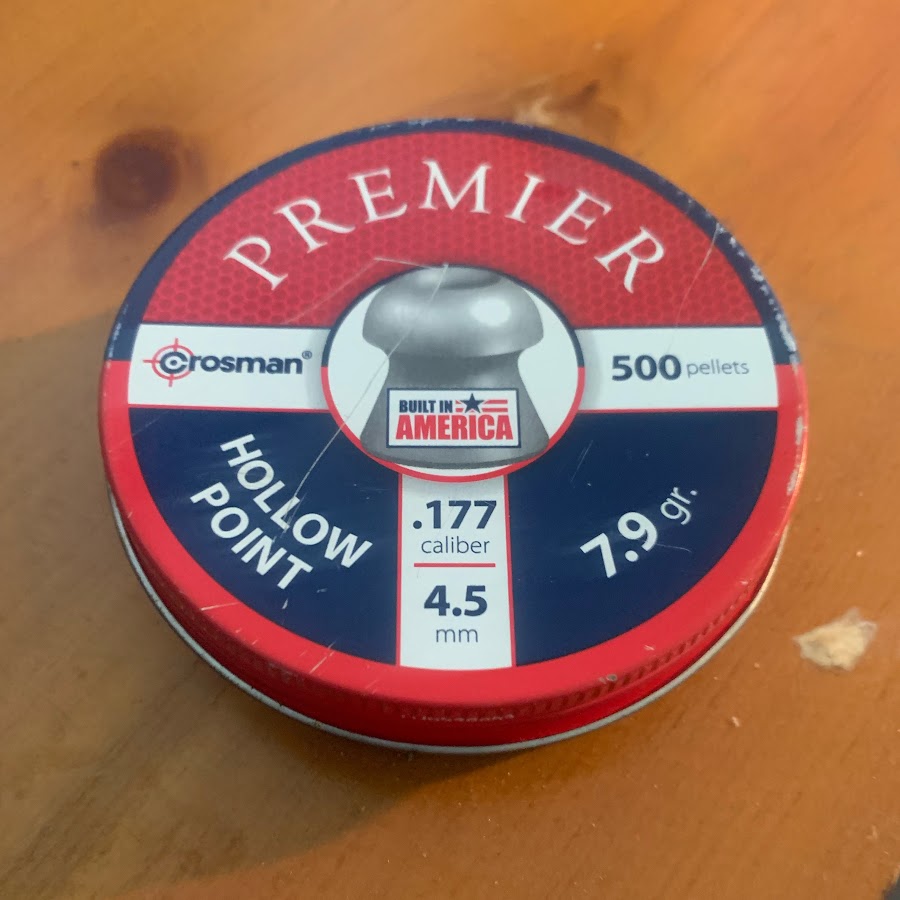 PREMIER
crosman®
500 pellets
BUILT IN
AMERICA
HOLLOW
POINT
.177
caliber
4.5
mm
7.9 gr.